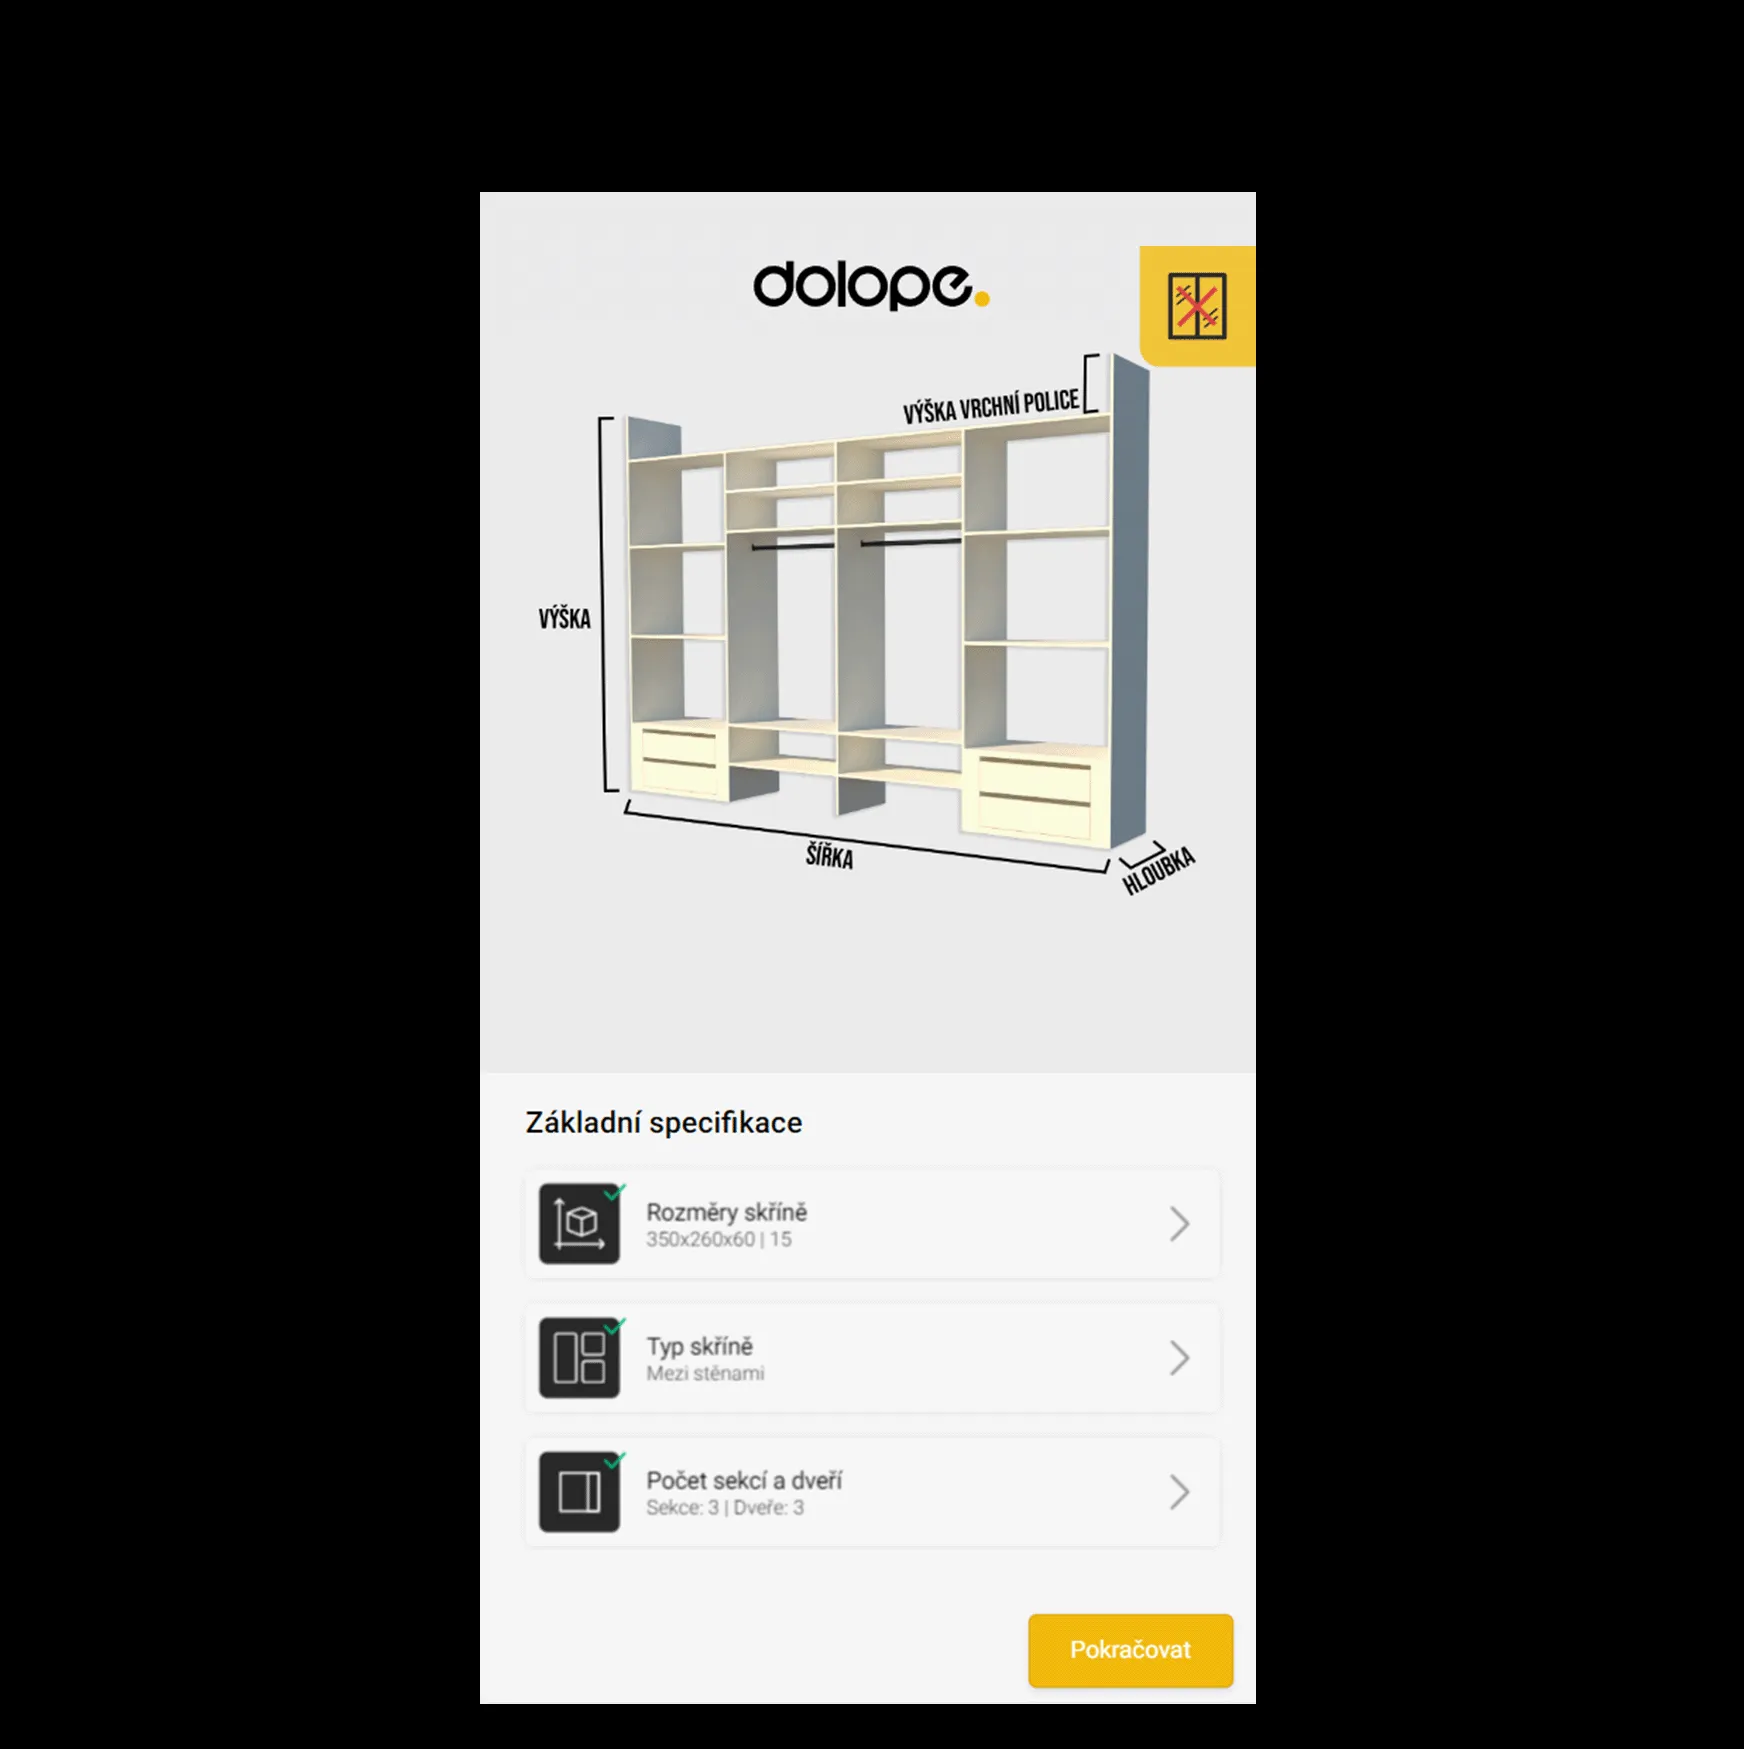 dolope.
VÝŠKA VRCHNÍ POLICE
VÝŠKA
ŠÍŘKA
HLOUBKA
Základní specifikace
Rozměry skříně
350x260x60 | 15
Typ skříně
Mezi stěnami
Počet sekcí a dveří
Sekce: 3 | Dveře: 3
Pokračovat